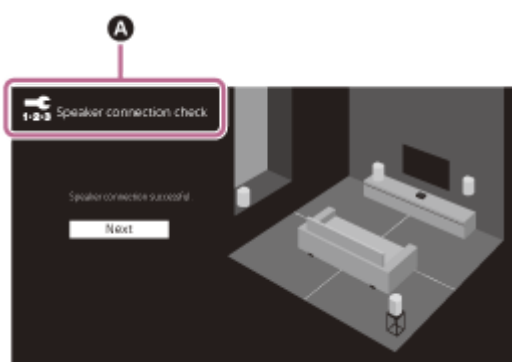 A
1·2·3 Speaker connection check
Speaker connection successful
Next